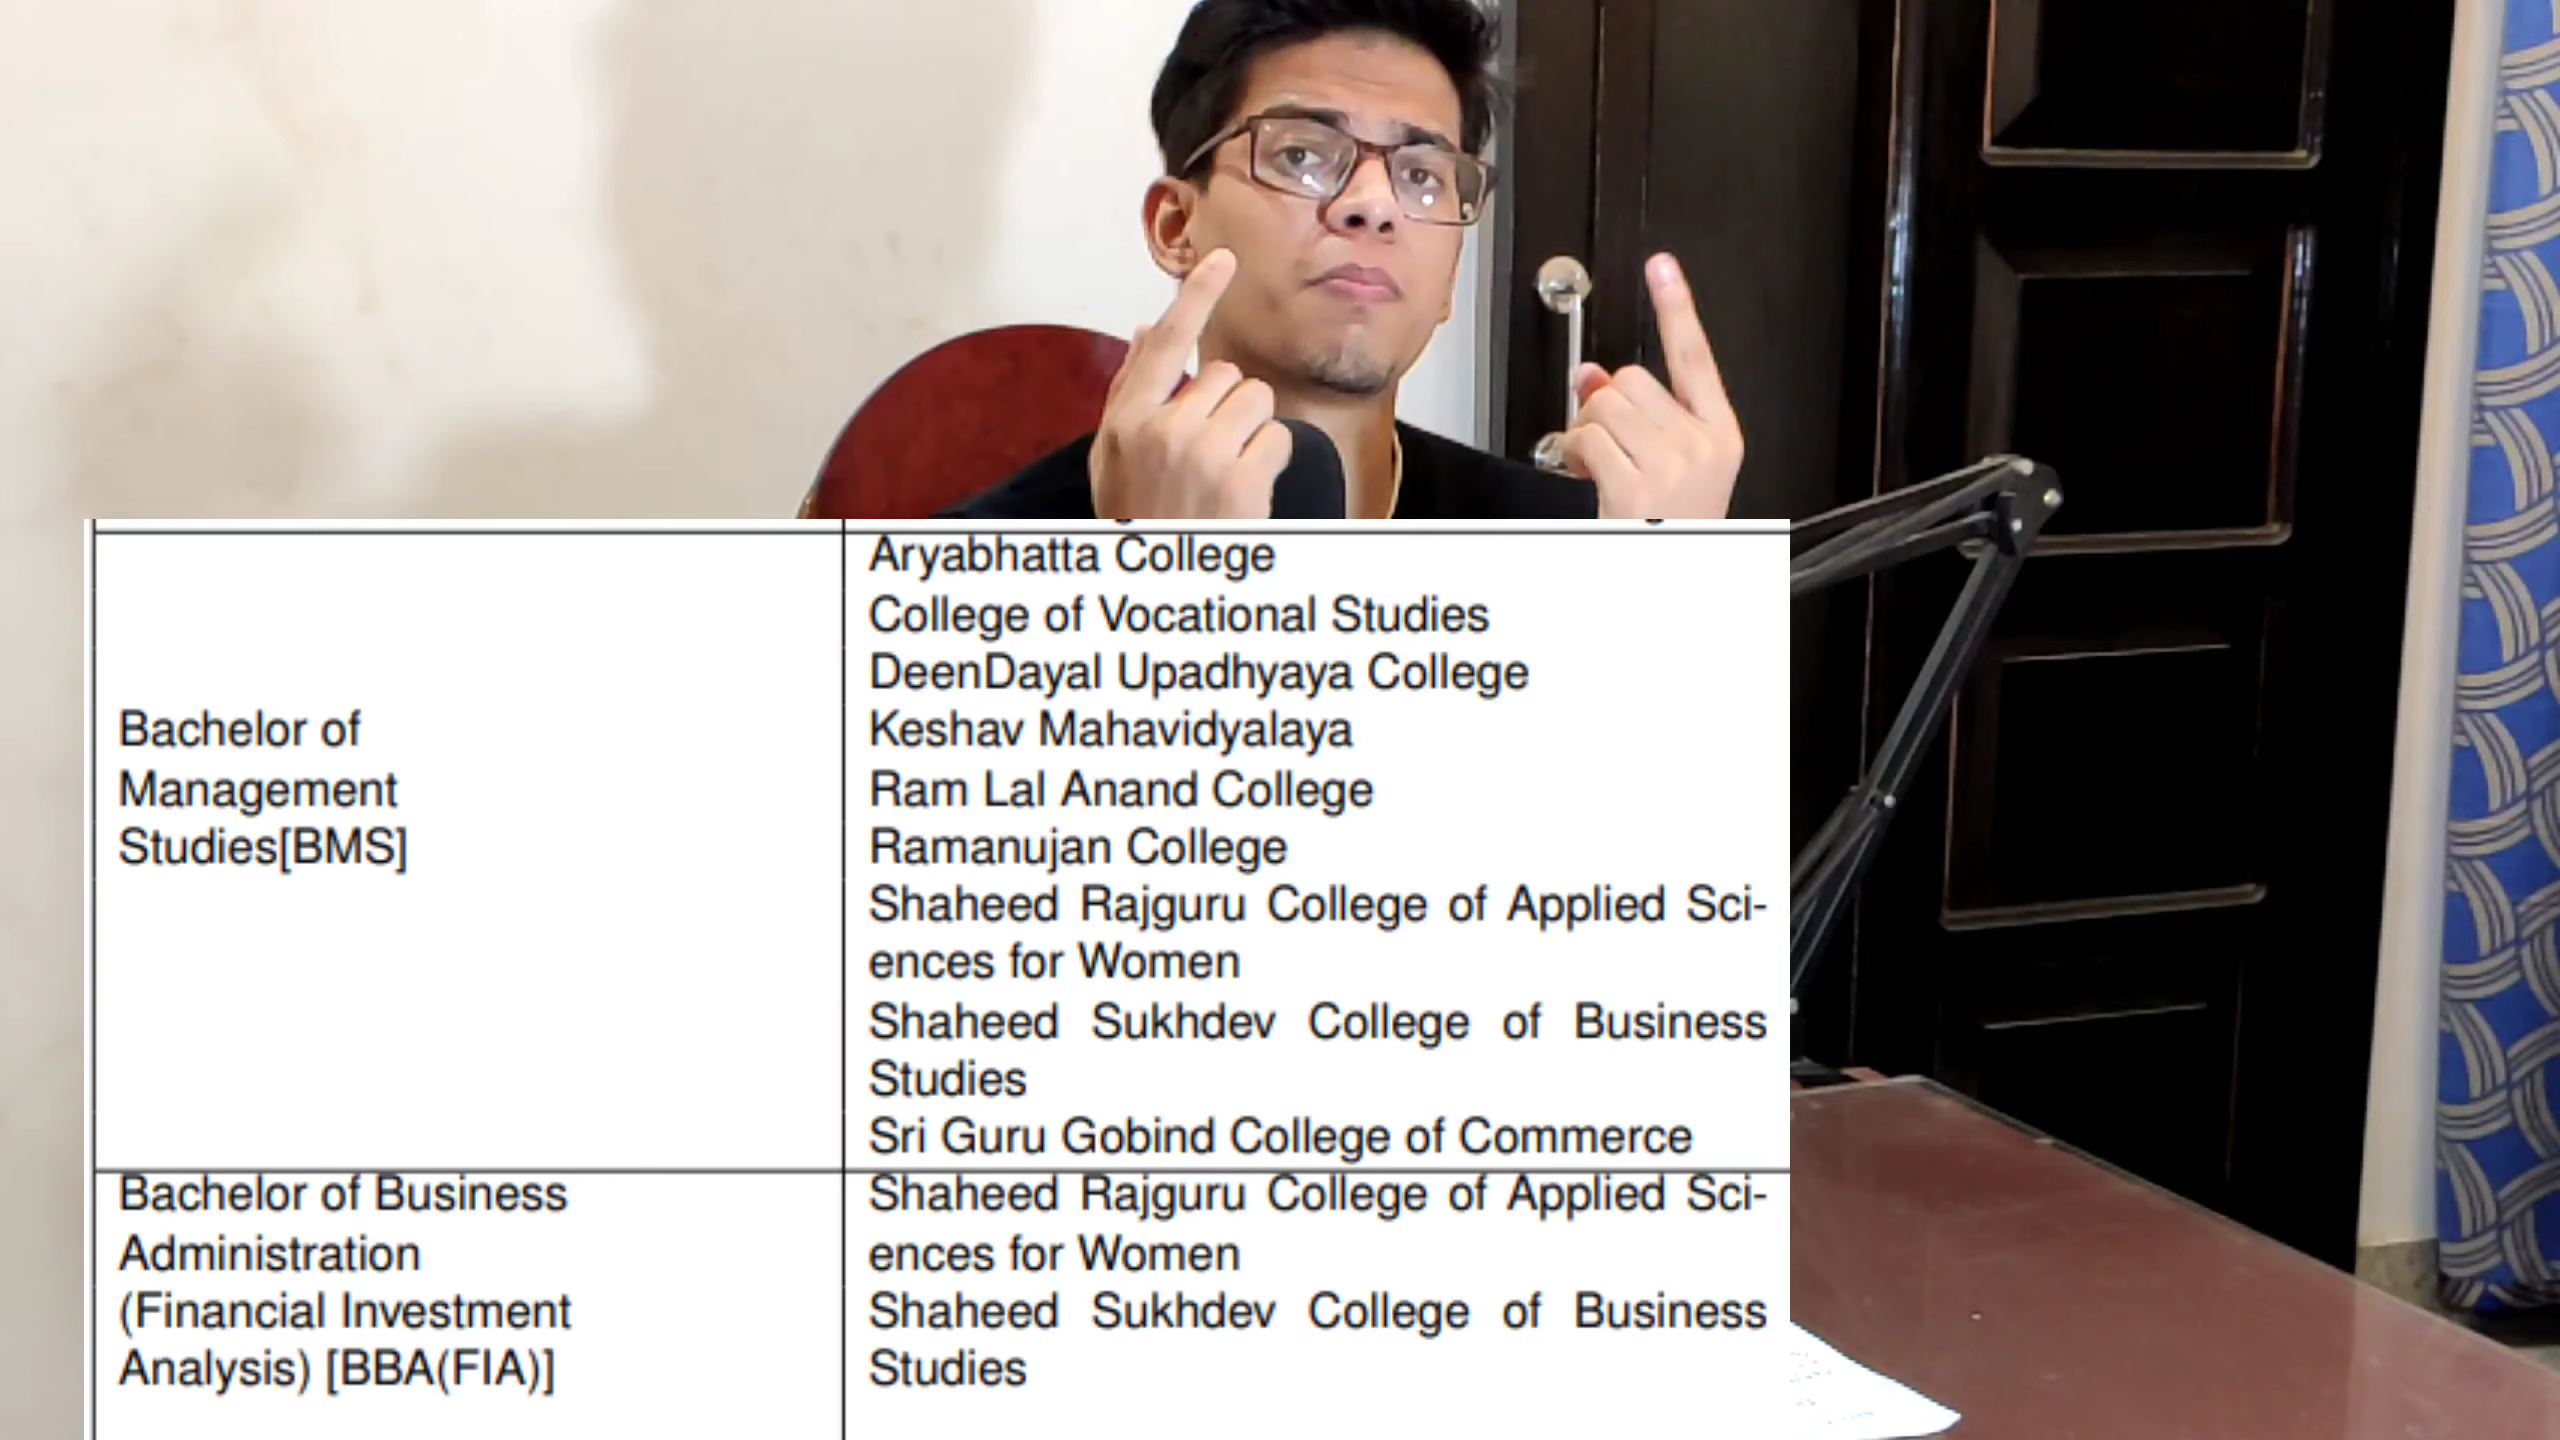 Aryabhatta College
College of Vocational Studies
DeenDayal Upadhyaya College
Bachelor of
Management
Studies[BMS]
Keshav Mahavidyalaya
Ram Lal Anand College
Ramanujan College
Shaheed Rajguru College of Applied Sci-
ences for Women
Shaheed Sukhdev College of Business
Studies
Sri Guru Gobind College of Commerce
Bachelor of Business
Administration
(Financial Investment
Analysis) [BBA(FIA)]
Shaheed Rajguru College of Applied Sci-
ences for Women
Shaheed Sukhdev College of Business
Studies